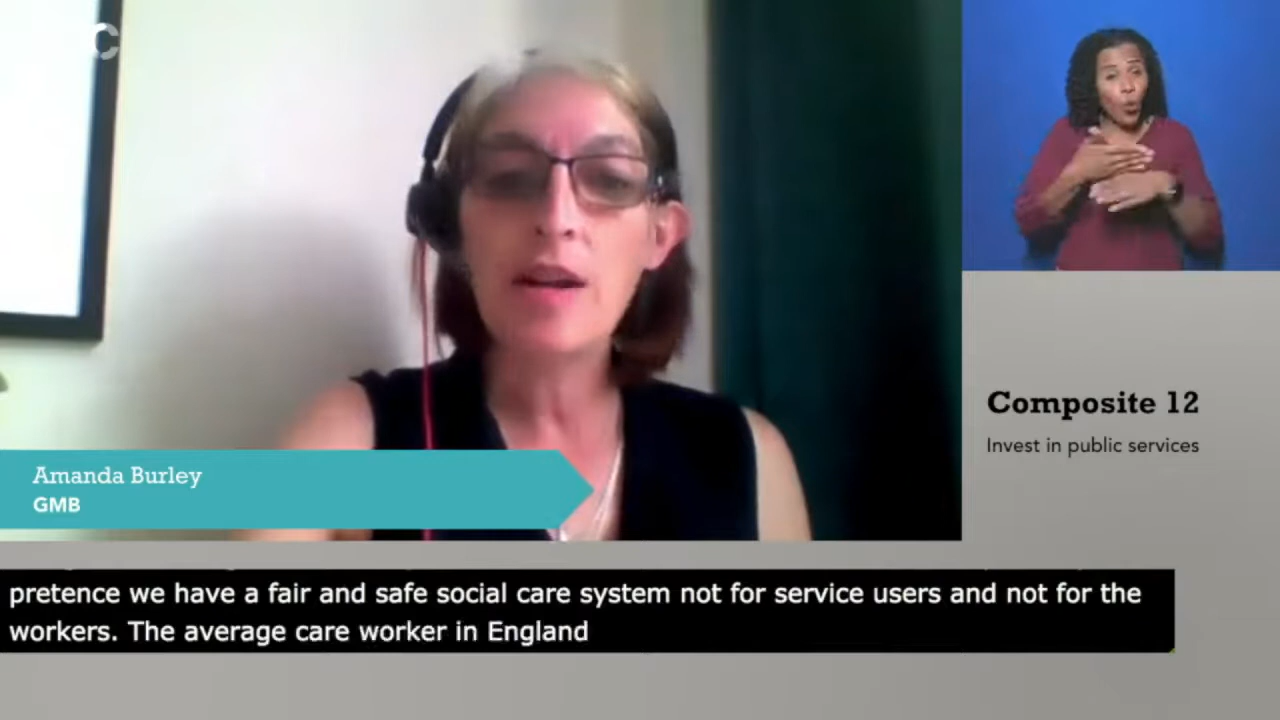 C
Amanda Burley
GMB
Composite 12
Invest in public services
pretence we have a fair and safe social care system not for service users and not for the
workers. The average care worker in England